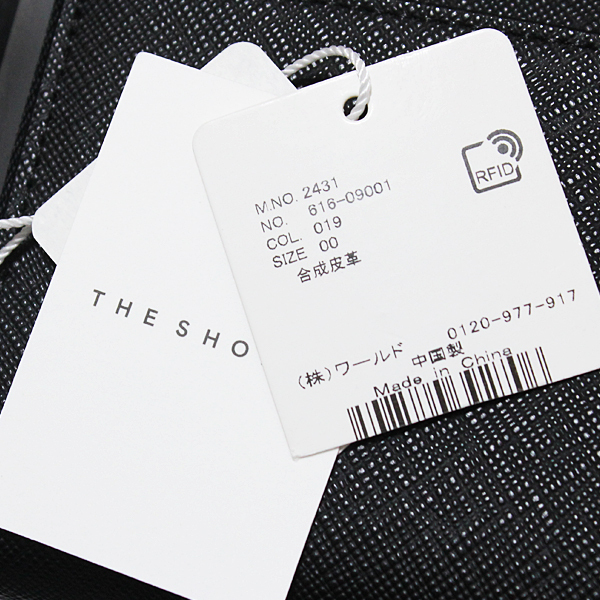 THE SHO
M.NO. 2431
NO. 616-09001
COL. 019
SIZE 00
合成皮革
RFID
(株)ワールド 0120-977-917
中国製
Made in China